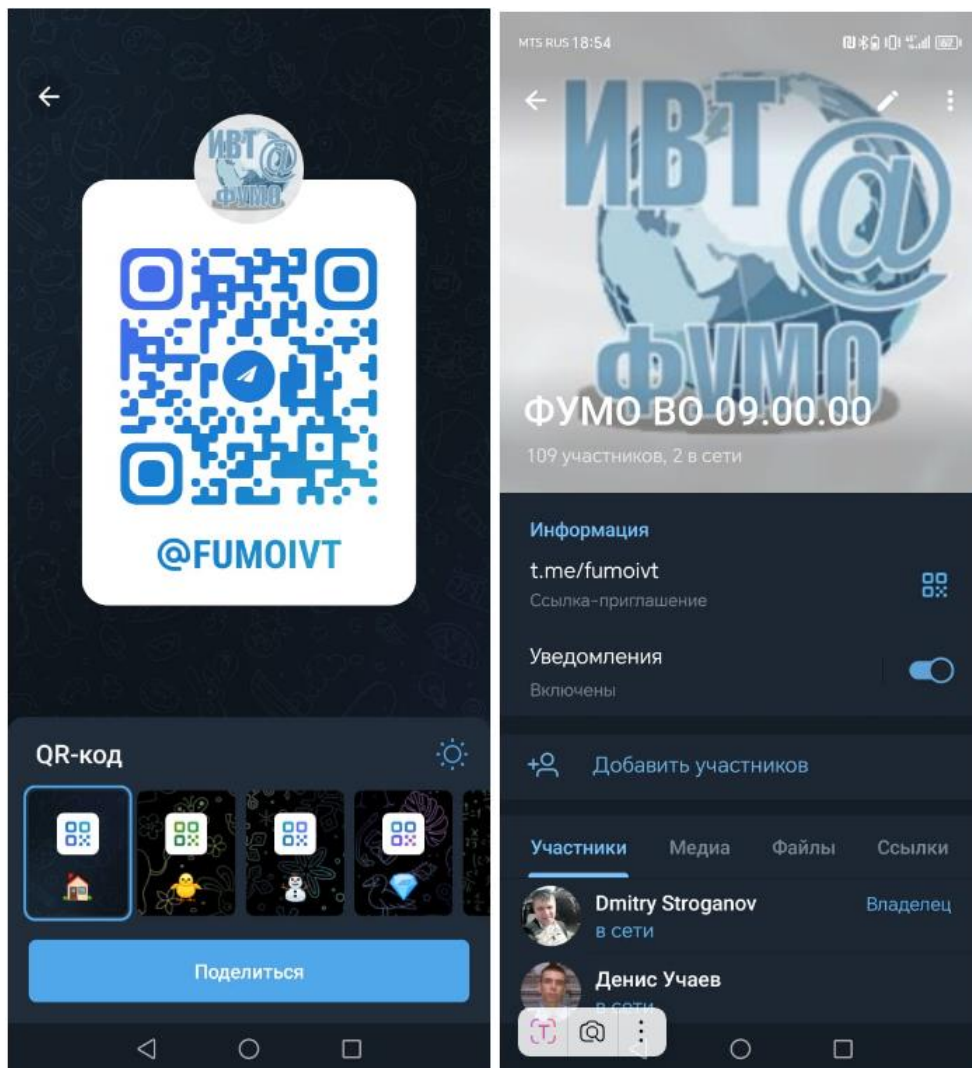 ИВТ@
ФУМО
@FUMOIVT
QR-код
Поделиться
MTS RUS 18:54
ИВТ
@
ФУМО
ФУМО ВО 09.00.00
109 участников, 2 в сети
Информация
t.me/fumoivt
Ссылка-приглашение
Уведомления
Включены
Добавить участников
Участники Медиа Файлы Ссылки
Dmitry Stroganov Владелец
в сети
Денис Учаев
в сети
T